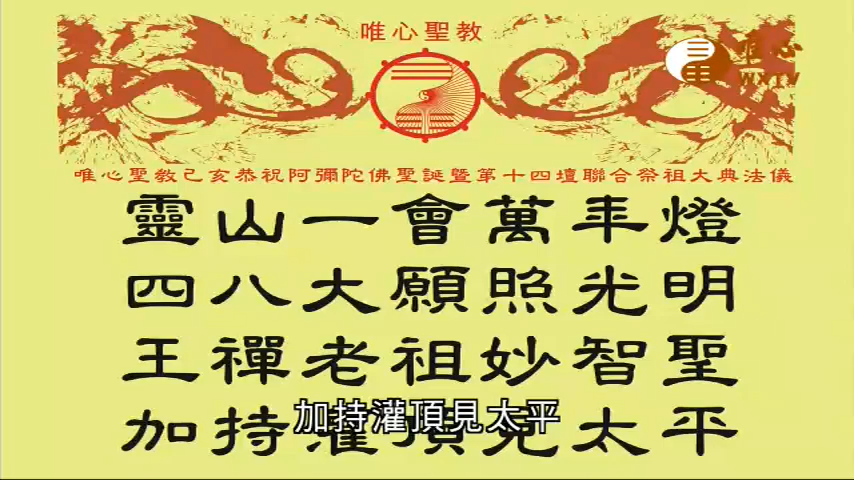 唯心聖教
唯心
WXTV
唯心聖教己亥恭祝阿彌陀佛聖誕暨第十四壇聯合祭祖大典法儀
靈山一會萬年燈
四八大願照光明
王禪老祖妙智聖
加持灌頂見太平
加持灌頂見太平